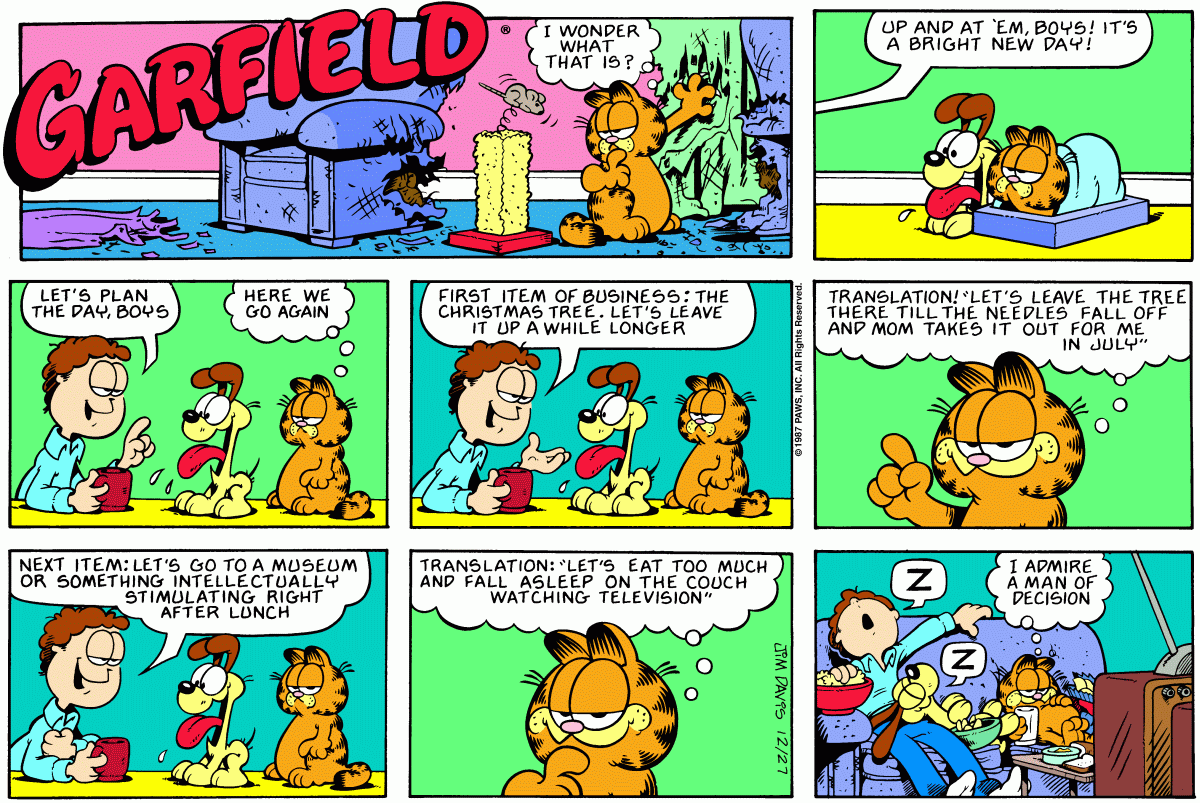 GARFIELD
®
I WONDER
WHAT
THAT IS?
UP AND AT 'EM, BOYS! IT'S
A BRIGHT NEW DAY!
LET'S PLAN
THE DAY, BOYS
HERE WE
GO AGAIN
FIRST ITEM OF BUSINESS: THE
CHRISTMAS TREE. LET'S LEAVE
IT UP A WHILE LONGER
©1987 PAWS, INC. All Rights Reserved.
TRANSLATION! "LET'S LEAVE THE TREE
THERE TILL THE NEEDLES FALL OFF
AND MOM TAKES IT OUT FOR ME
IN JULY"
NEXT ITEM: LET'S GO TO A MUSEUM
OR SOMETHING INTELLECTUALLY
STIMULATING RIGHT
AFTER LUNCH
TRANSLATION: "LET'S EAT TOO MUCH
AND FALL ASLEEP ON THE COUCH
WATCHING TELEVISION"
JIM DAVIS 12/27
Z
Z
I ADMIRE
A MAN OF
DECISION